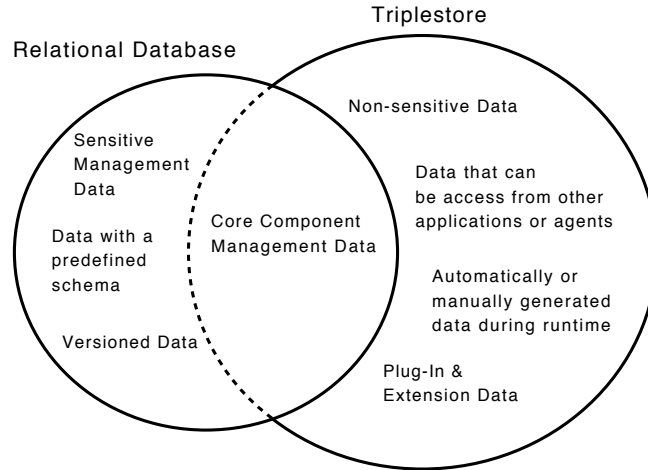 Triplestore
Relational Database
Sensitive
Management
Data
Data with a
predefined
schema
Versioned Data
Core Component
Management Data
Non-sensitive Data
Data that can
be access from other
applications or agents
Automatically or
manually generated
data during runtime
Plug-In &
Extension Data